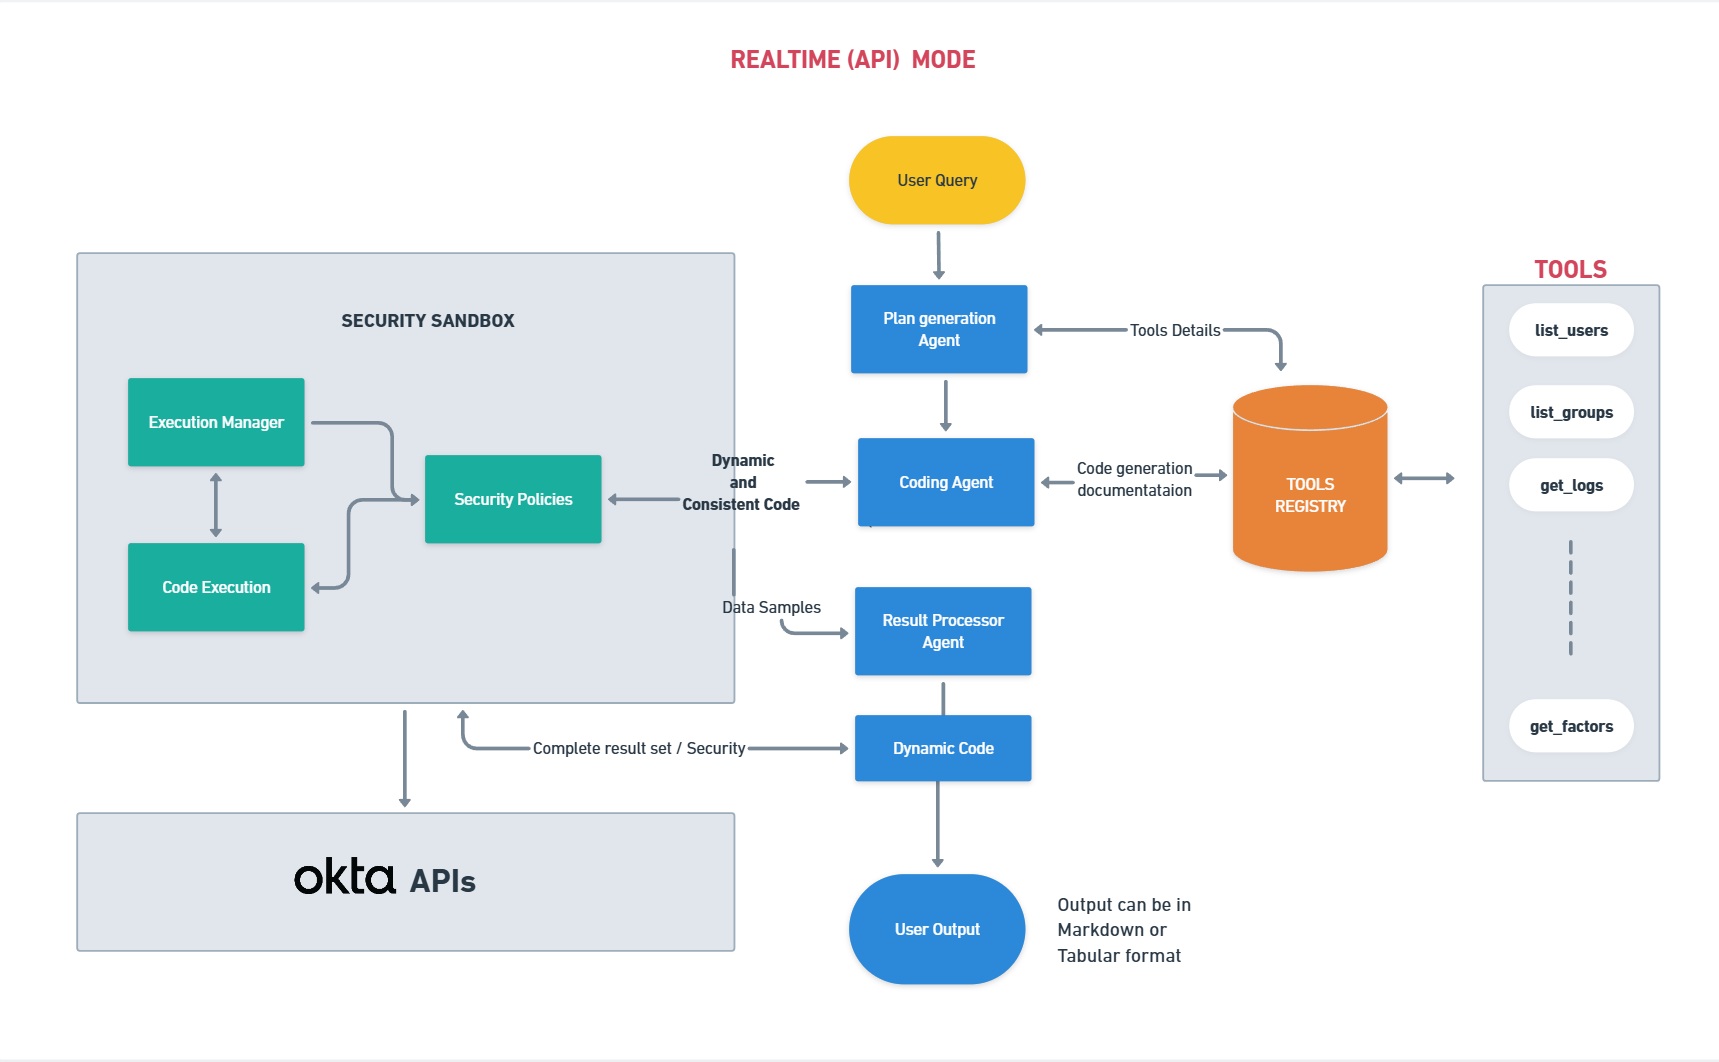 REALTIME (API) MODE
User Query
SECURITY SANDBOX
Execution Manager
Security Policies
Code Execution
Plan generation
Agent
Tools Details
Dynamic
and
Consistent Code
Coding Agent
Code generation
documentataion
TOOLS
REGISTRY
TOOLS
list_users
list_groups
get_logs
get_factors
Data Samples
Result Processor
Agent
Complete result set / Security
Dynamic Code
okta APIs
User Output
Output can be in
Markdown or
Tabular format